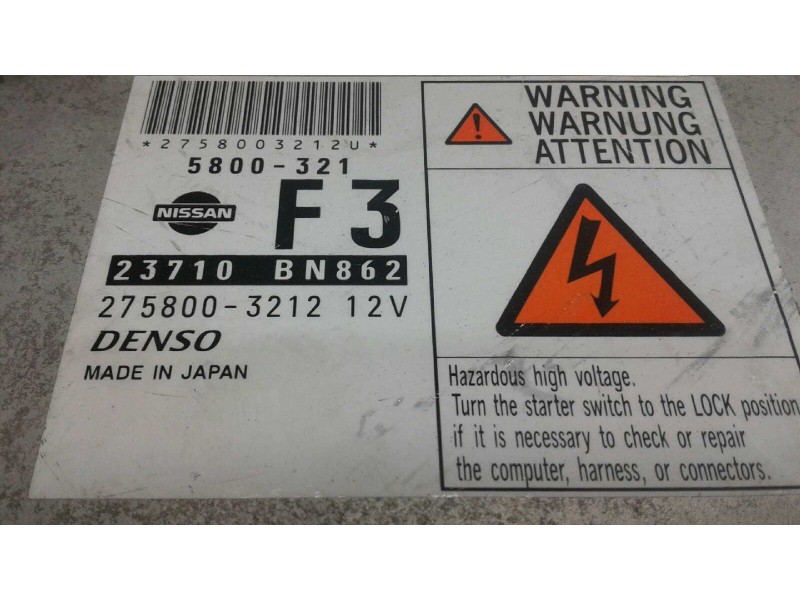 *2758003212U*
5800-321
NISSAN
F3
23710 BN862
275800-3212 12V
DENSO
MADE IN JAPAN
!
WARNING
WARNUNG
ATTENTION
Hazardous high voltage.
Turn the starter switch to the LOCK position
if it is necessary to check or repair
the computer, harness, or connectors.